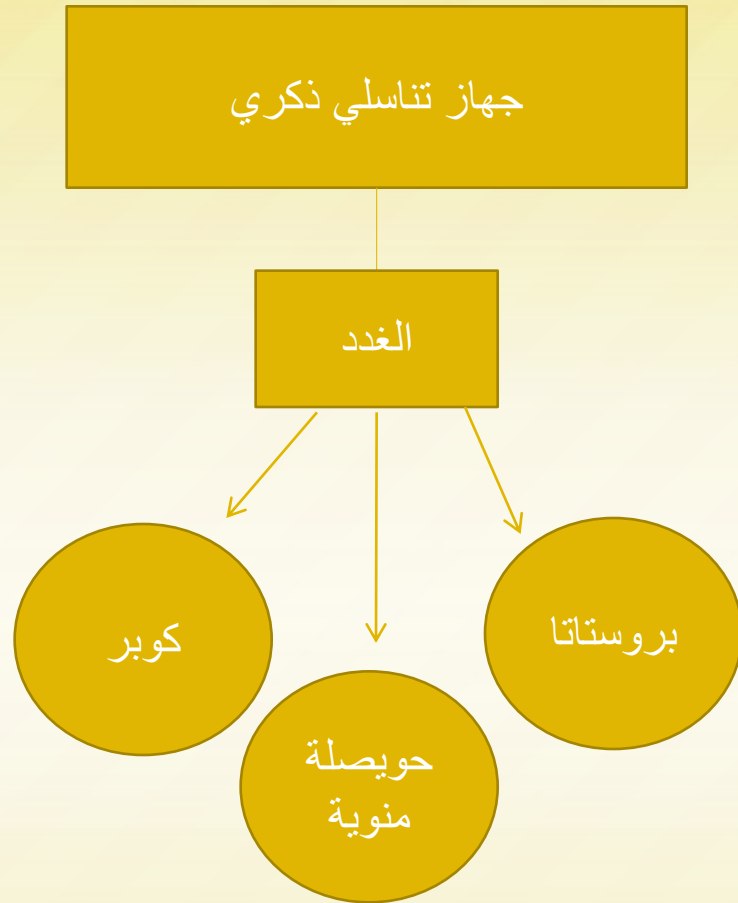 جهاز تناسلي ذكري
الغدد
بروستاتا
كوبر
حويصلة
منوية